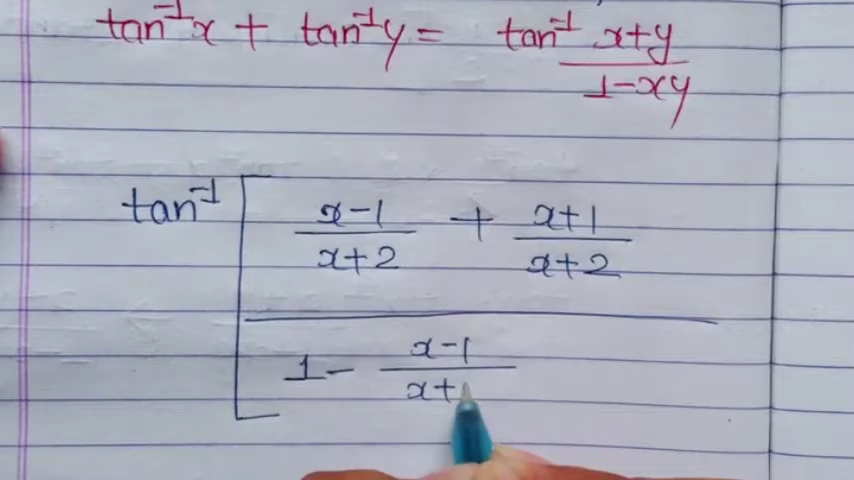 tan⁻¹x + tan⁻¹y = tan⁻¹ x+y
1-xy
tan⁻¹ [ x-1 + x+1
x+2 x+2
1- x-1
x+